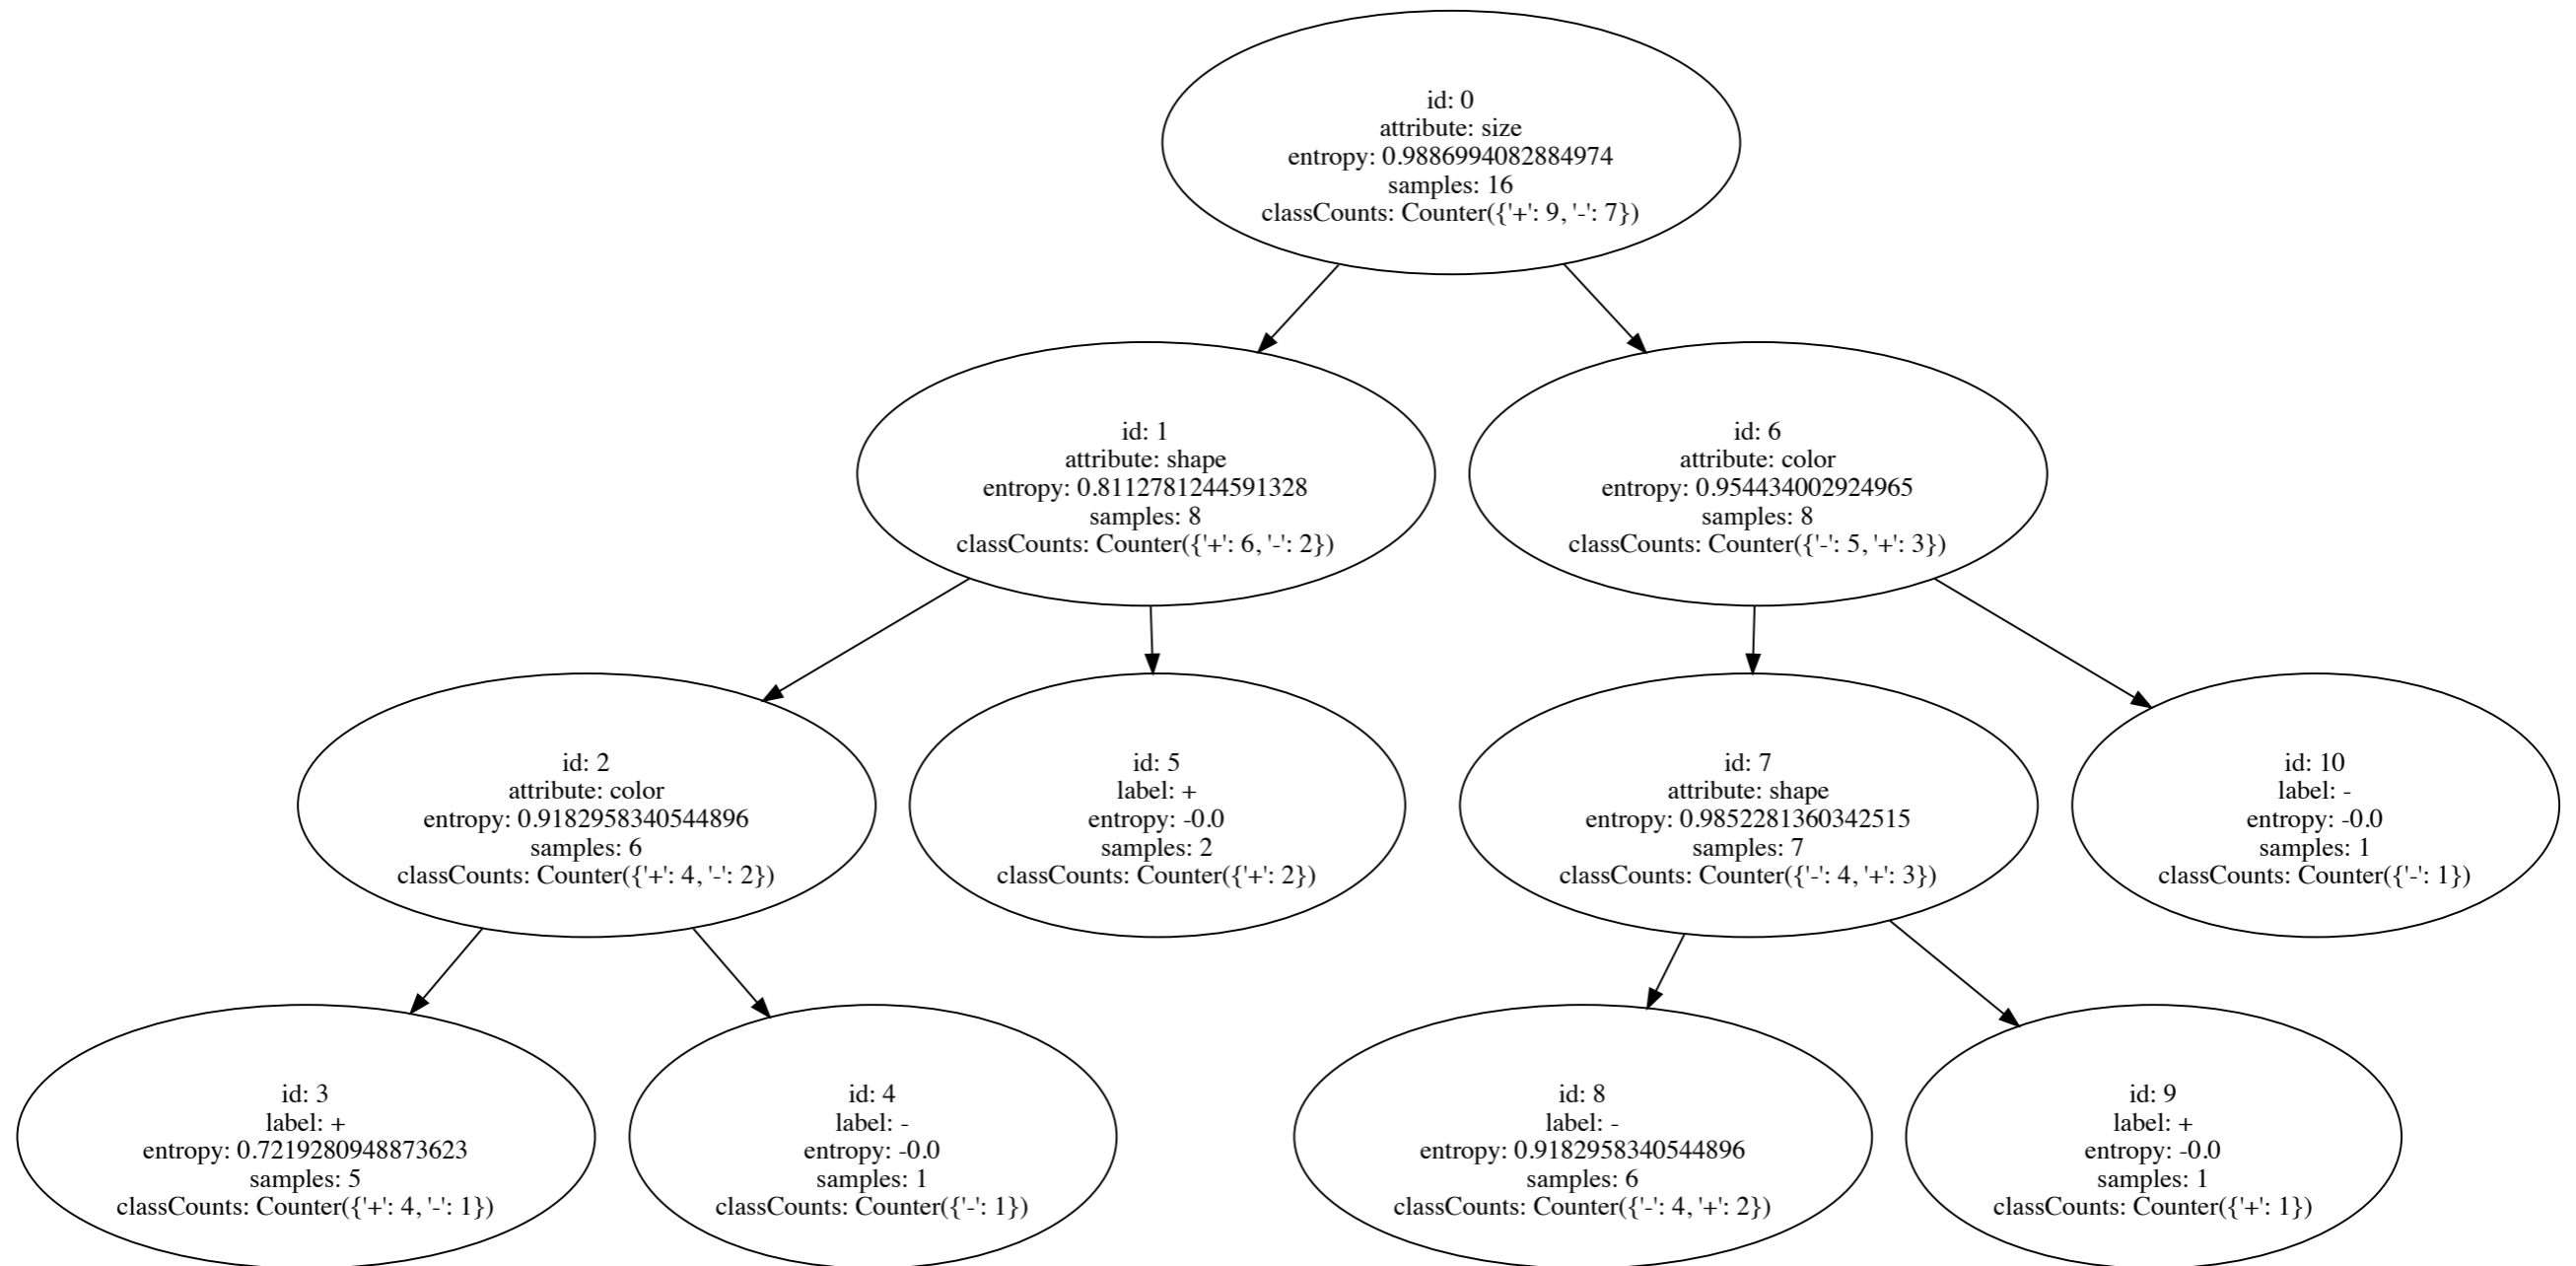 id: 0
attribute: size
entropy: 0.9886994082884974
samples: 16
classCounts: Counter({'+': 9, '-': 7})
id: 1
attribute: shape
entropy: 0.8112781244591328
samples: 8
classCounts: Counter({'+': 6, '-': 2})
id: 6
attribute: color
entropy: 0.954434002924965
samples: 8
classCounts: Counter({'-': 5, '+': 3})
id: 2
attribute: color
entropy: 0.9182958340544896
samples: 6
classCounts: Counter({'+': 4, '-': 2})
id: 5
label: +
entropy: -0.0
samples: 2
classCounts: Counter({'+': 2})
id: 7
attribute: shape
entropy: 0.9852281360342515
samples: 7
classCounts: Counter({'-': 4, '+': 3})
id: 10
label: -
entropy: -0.0
samples: 1
classCounts: Counter({'-': 1})
id: 3
label: +
entropy: 0.7219280948873623
samples: 5
classCounts: Counter({'+': 4, '-': 1})
id: 4
label: -
entropy: -0.0
samples: 1
classCounts: Counter({'-': 1})
id: 8
label: -
entropy: 0.9182958340544896
samples: 6
classCounts: Counter({'-': 4, '+': 2})
id: 9
label: +
entropy: -0.0
samples: 1
classCounts: Counter({'+': 1})